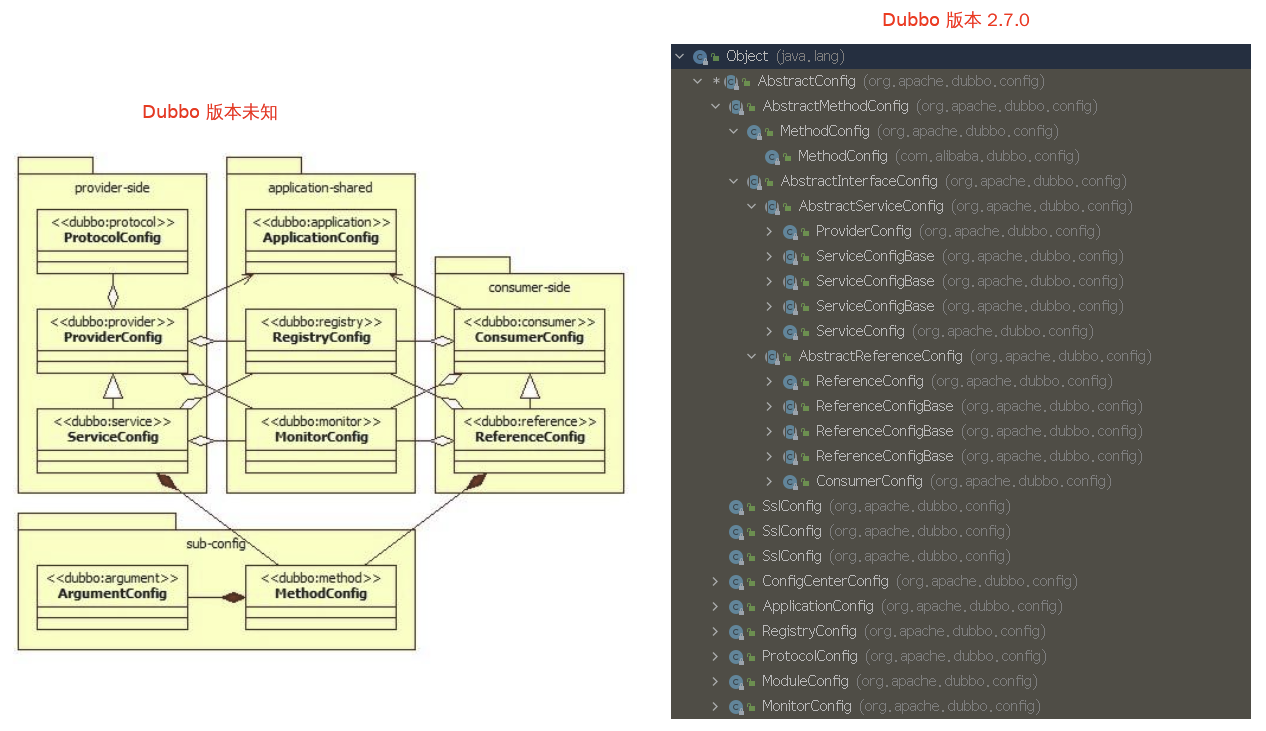 Dubbo 版本未知
provider-side
<<dubbo:protocol>>
ProtocolConfig
<<dubbo:provider>>
ProviderConfig
<<dubbo:service>>
ServiceConfig
application-shared
<<dubbo:application>>
ApplicationConfig
<<dubbo:registry>>
RegistryConfig
<<dubbo:monitor>>
MonitorConfig
consumer-side
<<dubbo:consumer>>
ConsumerConfig
<<dubbo:reference>>
ReferenceConfig
sub-config
<<dubbo:argument>>
ArgumentConfig
<<dubbo:method>>
MethodConfig
Dubbo 版本 2.7.0
Object (java.lang)
* AbstractConfig (org.apache.dubbo.config)
AbstractMethodConfig (org.apache.dubbo.config)
MethodConfig (org.apache.dubbo.config)
MethodConfig (com.alibaba.dubbo.config)
AbstractInterfaceConfig (org.apache.dubbo.config)
AbstractServiceConfig (org.apache.dubbo.config)
ProviderConfig (org.apache.dubbo.config)
ServiceConfigBase (org.apache.dubbo.config)
ServiceConfigBase (org.apache.dubbo.config)
ServiceConfigBase (org.apache.dubbo.config)
ServiceConfig (org.apache.dubbo.config)
AbstractReferenceConfig (org.apache.dubbo.config)
ReferenceConfig (org.apache.dubbo.config)
ReferenceConfigBase (org.apache.dubbo.config)
ReferenceConfigBase (org.apache.dubbo.config)
ReferenceConfigBase (org.apache.dubbo.config)
ConsumerConfig (org.apache.dubbo.config)
SslConfig (org.apache.dubbo.config)
SslConfig (org.apache.dubbo.config)
SslConfig (org.apache.dubbo.config)
ConfigCenterConfig (org.apache.dubbo.config)
ApplicationConfig (org.apache.dubbo.config)
RegistryConfig (org.apache.dubbo.config)
ProtocolConfig (org.apache.dubbo.config)
ModuleConfig (org.apache.dubbo.config)
MonitorConfig (org.apache.dubbo.config)